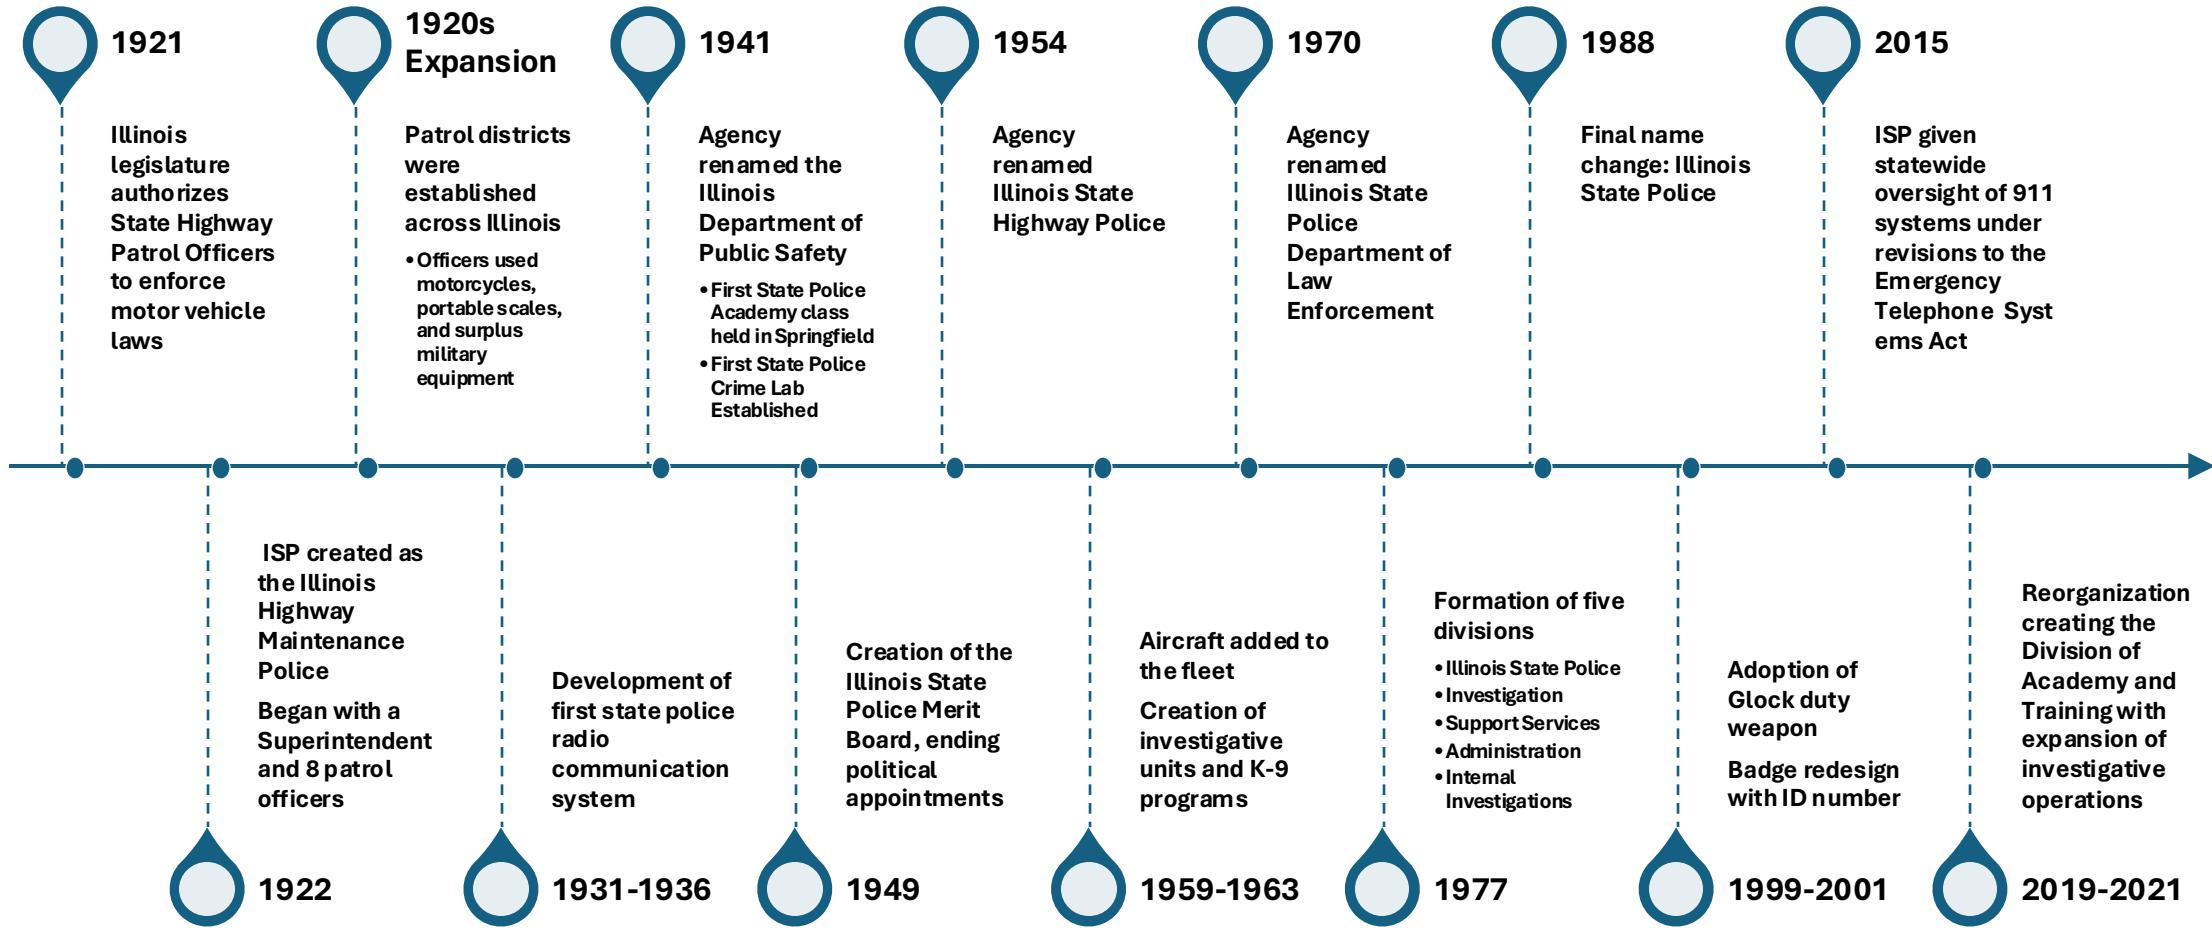 1921
Illinois
legislature
authorizes
State Highway
Patrol Officers
to enforce
motor vehicle
laws
1922
ISP created as
the Illinois
Highway
Maintenance
Police
Began with a
Superintendent
and 8 patrol
officers
1920s
Expansion
Patrol districts
were
established
across Illinois
• Officers used
motorcycles,
portable scales,
and surplus
military
equipment
1931-1936
Development of
first state police
radio
communication
system
1941
Agency
renamed the
Illinois
Department of
Public Safety
• First State Police
Academy class
held in Springfield
• First State Police
Crime Lab
Established
1949
Creation of the
Illinois State
Police Merit
Board, ending
political
appointments
1954
Agency
renamed
Illinois State
Highway Police
1959-1963
Aircraft added to
the fleet
Creation of
investigative
units and K-9
programs
1970
Agency
renamed
Illinois State
Police
Department of
Law
Enforcement
1977
Formation of five
divisions
• Illinois State Police
• Investigation
• Support Services
• Administration
• Internal
Investigations
1988
Final name
change: Illinois
State Police
1999-2001
Adoption of
Glock duty
weapon
Badge redesign
with ID number
2015
ISP given
statewide
oversight of 911
systems under
revisions to the
Emergency
Telephone Syst
ems Act
2019-2021
Reorganization
creating the
Division of
Academy and
Training with
expansion of
investigative
operations